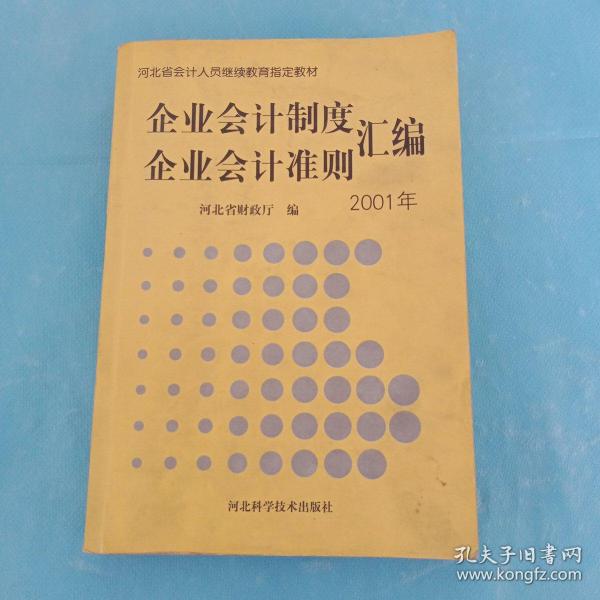 河北省会计人员继续教育指定教材
企业会计制度
企业会计准则
汇编
2001年
河北省财政厅 编
河北科学技术出版社
孔夫子旧书网
www.kongfz.com